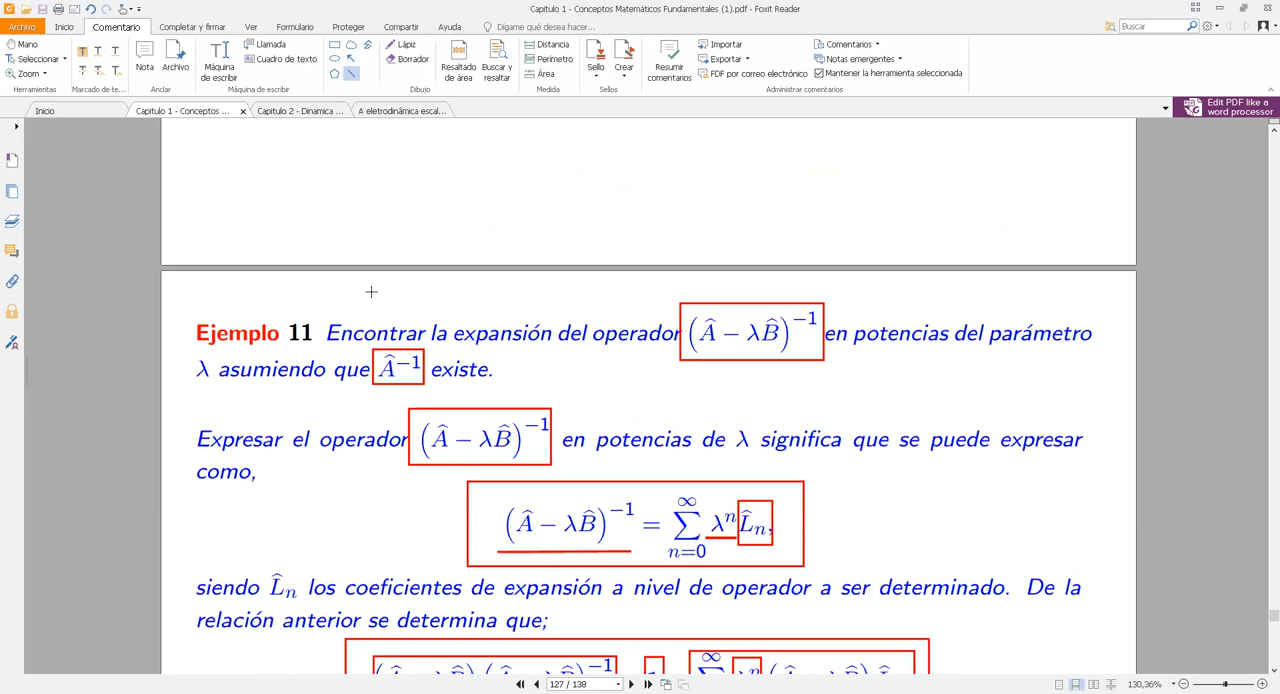 Capitulo 1 - Conceptos Matemáticos Fundamentales (1).pdf - Foxit Reader
Archivo Inicio Comentario Completar y firmar Ver Formulario Proteger Compartir Ayuda Dígame qué desea hacer... Buscar
Mano
Seleccionar
Zoom
Herramientas
Marcado de te...
Nota
Archivo
Anclar
Máquina de escribir
Llamada
Cuadro de texto
Máquina de escribir
Lápiz
Borrador
Dibujo
Resaltado de área
Buscar y resaltar
Distancia
Perímetro
Área
Medida
Sello
Crear
Sellos
Resumir comentarios
Importar
Exportar
FDF por correo electrónico
Comentarios
Notas emergentes
Mantener la herramienta seleccionada
Administrar comentarios
Inicio Capitulo 1 - Conceptos ... Capitulo 2 - Dinamica ... A eletrodinâmica escal...
Edit PDF like a
word processor
Ejemplo 11 Encontrar la expansión del operador (Â − λB̂)⁻¹ en potencias del parámetro
λ asumiendo que Â⁻¹ existe.
Expresar el operador (Â − λB̂)⁻¹ en potencias de λ significa que se puede expresar
como,
(Â − λB̂)⁻¹ = ∑ₙ₌₀^∞ λⁿ L̂ₙ,
siendo L̂ₙ los coeficientes de expansión a nivel de operador a ser determinado. De la
relación anterior se determina que;
127 / 138
130,36%